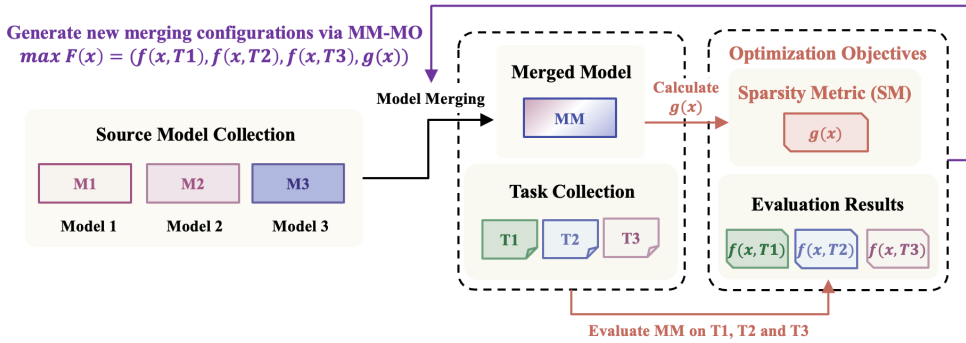 Generate new merging configurations via MM-MO
max F(x) = (f(x,T1), f(x,T2), f(x,T3), g(x))
Source Model Collection
M1
M2
M3
Model 1
Model 2
Model 3
Model Merging
Merged Model
MM
Task Collection
T1
T2
T3
Calculate
g(x)
Optimization Objectives
Sparsity Metric (SM)
g(x)
Evaluation Results
f(x,T1)
f(x,T2)
f(x,T3)
Evaluate MM on T1, T2 and T3